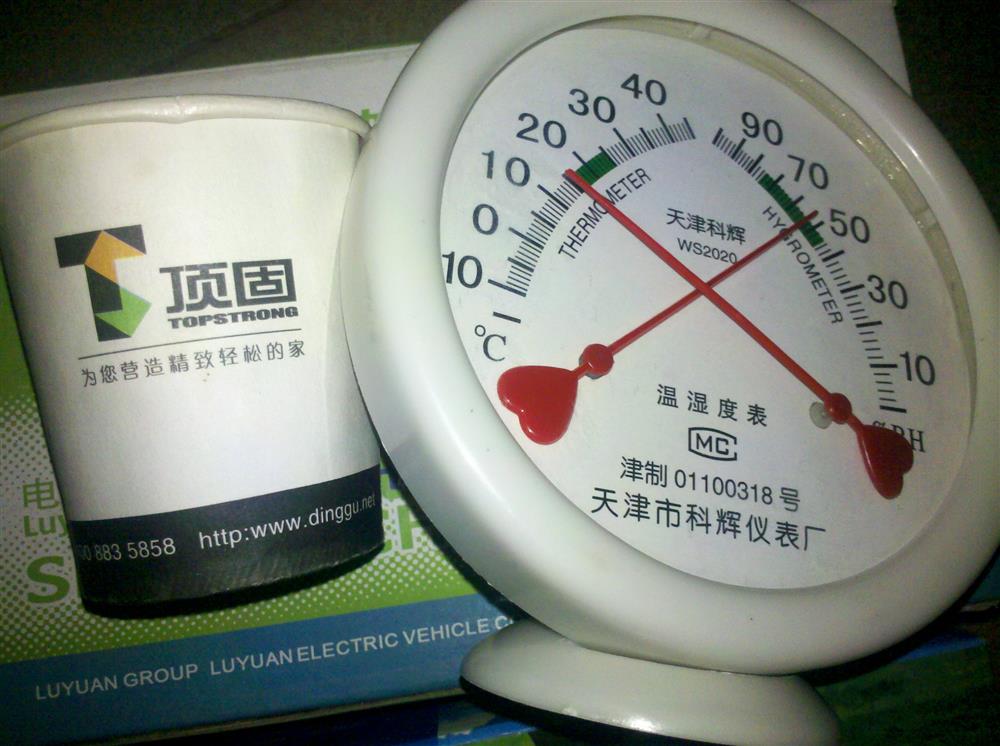 顶固
TOPSTRONG
为您营造精致轻松的家
883 5858 http:www.dinggu.net
10 0 10 20 30 40
℃
THERMOMETER
90 70 50 30 10
%RH
HYGROMETER
天津科辉
WS2020
温湿度表
MC
津制 01100318 号
天津市科辉仪表厂
电
LUY
S
LUYUAN GROUP LUYUAN ELECTRIC VEHICLE C